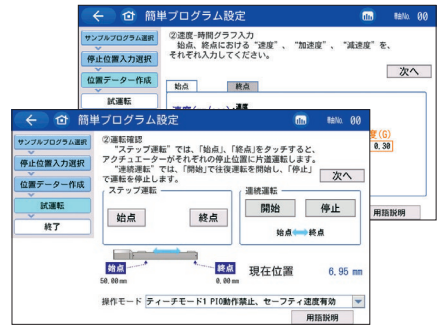 簡単プログラム設定
軸No. 00
サンプルプログラム選択
停止位置入力選択
位置データー作成
試運転
②速度-時間グラフ入力
始点、終点における"速度"、"加速度"、"減速度"を、
それぞれ入力してください。
次へ
始点
終点
度(G)
0.30
用語説明
簡単プログラム設定
軸No. 00
サンプルプログラム選択
停止位置入力選択
位置データー作成
試運転
終了
②運転確認
"ステップ運転"では、「始点」、「終点」をタッチすると、
アクチュエーターがそれぞれの停止位置に片道運転します。
"連続運転"では、「開始」で往復運転を開始し、「停止」
で運転を停止します。
次へ
ステップ運転
始点
終点
連続運転
開始
停止
始点 終点
始点
50.00 mm
終点
0.00 mm
現在位置 6.95 mm
操作モード ティーチモード1 PIO動作禁止、セーフティ速度有効
用語説明